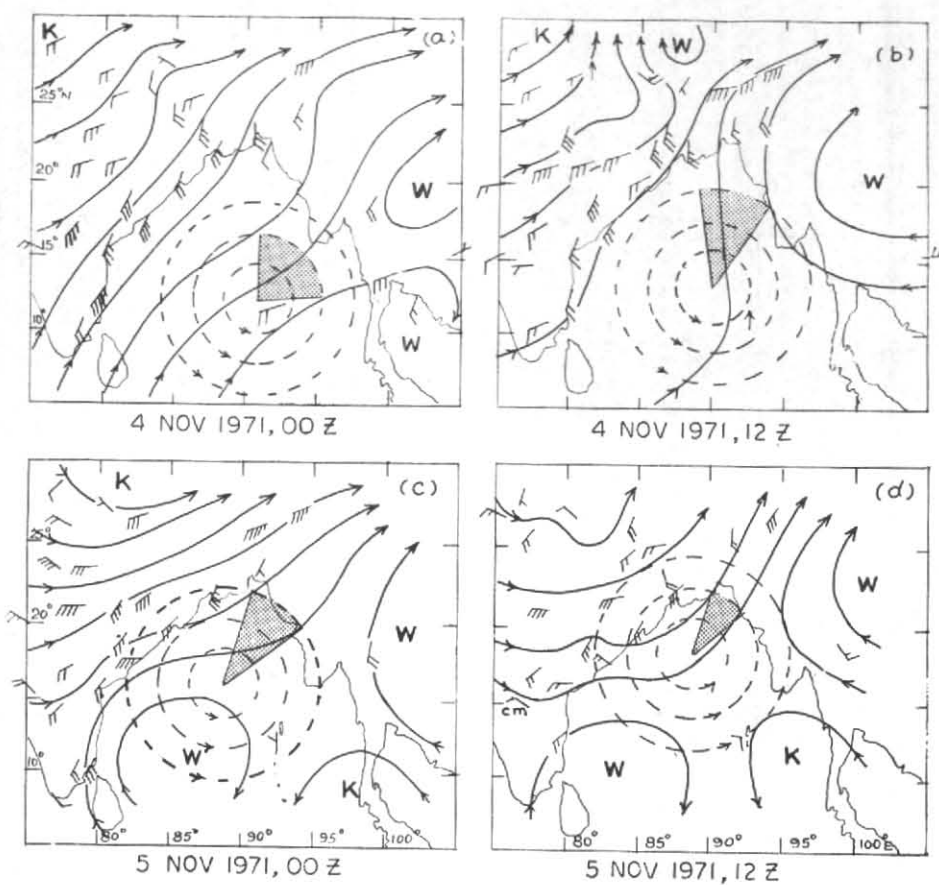 K
(a)
25°N
20°
15°
10°
W
W
4 NOV 1971, 00 Z
K
W
(b)
W
4 NOV 1971, 12 Z
K
(c)
25°
20°
W
W
10°
K
80° 85° 90° 95° 100°
5 NOV 1971, 00 Z
(d)
W
cm
W
K
80° 85° 90° 95° 100°E
5 NOV 1971, 12 Z